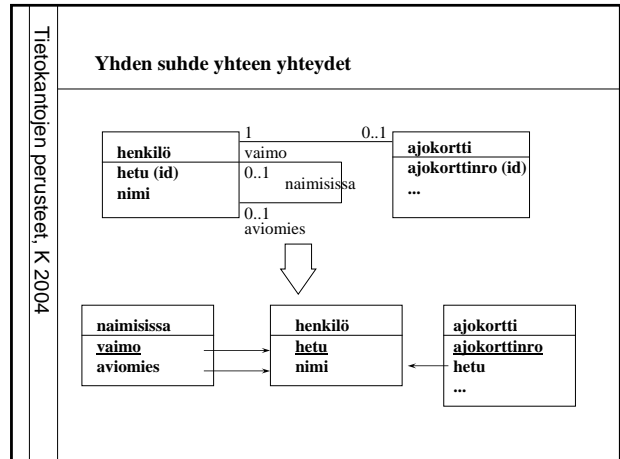 Tietokantojen perusteet, K 2004
Yhden suhde yhteen yhteydet
1
0..1
henkilö
hetu (id)
nimi
vaimo
0..1
naimisissa
0..1
aviomies
ajokortti
ajokorttinro (id)
...
naimisissa
vaimo
aviomies
henkilö
hetu
nimi
ajokortti
ajokorttinro
hetu
...